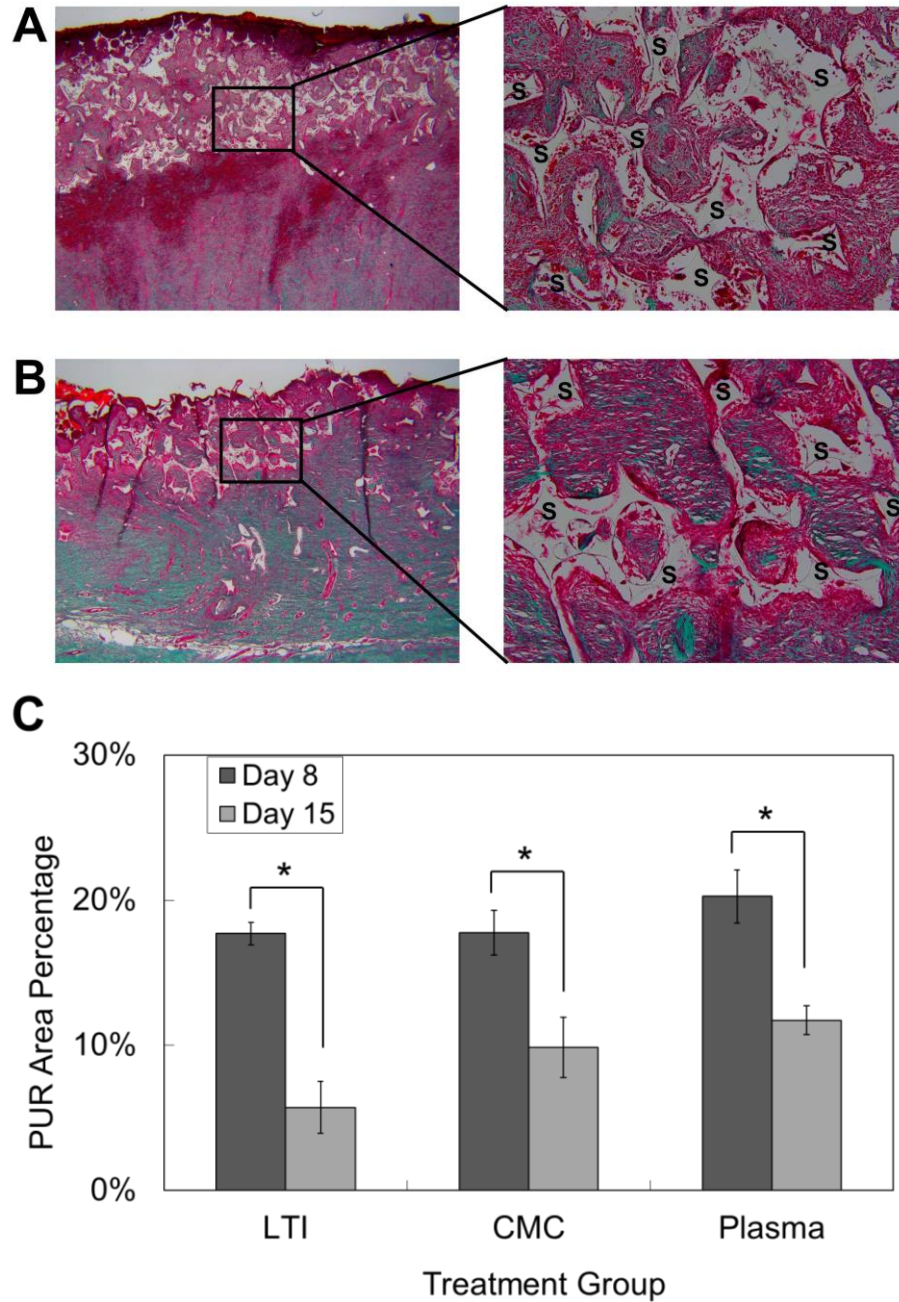 A
S
S
S
S
S
S
S
S
S
B
S
S
S
S
S
S
C
30%
20%
10%
0%
PUR Area Percentage
Day 8
Day 15
*
*
*
LTI
CMC
Plasma
Treatment Group